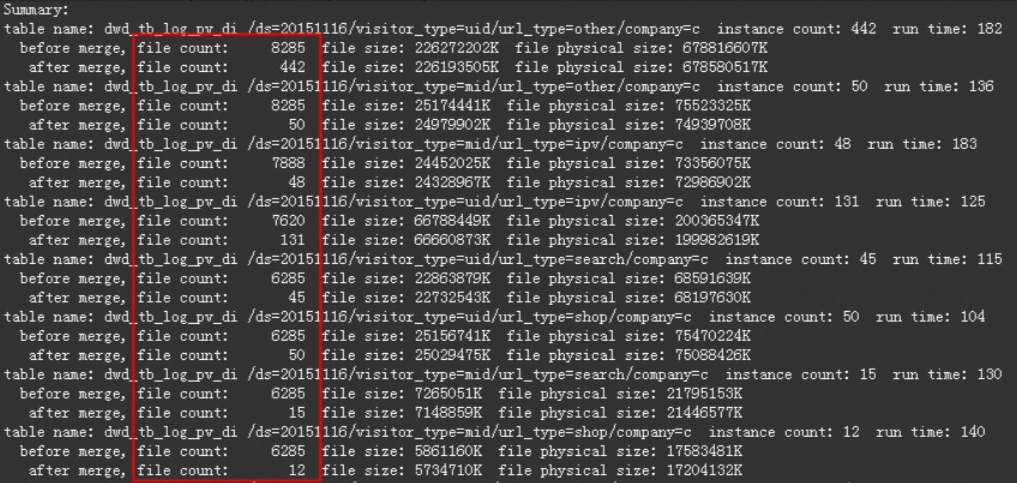 Summary:
table name: dwd_tb_log_pv_di /ds=20151116/visitor_type=uid/url_type=other/company=c instance count: 442 run time: 182
before merge, file count: 8285 file size: 226272202K file physical size: 678816607K
after merge, file count: 442 file size: 226193505K file physical size: 678580517K
table name: dwd_tb_log_pv_di /ds=20151116/visitor_type=mid/url_type=other/company=c instance count: 50 run time: 136
before merge, file count: 8285 file size: 25174441K file physical size: 75523325K
after merge, file count: 50 file size: 24979902K file physical size: 74939708K
table name: dwd_tb_log_pv_di /ds=20151116/visitor_type=mid/url_type=ipv/company=c instance count: 48 run time: 183
before merge, file count: 7888 file size: 24452025K file physical size: 73356075K
after merge, file count: 48 file size: 24328967K file physical size: 72986902K
table name: dwd_tb_log_pv_di /ds=20151116/visitor_type=uid/url_type=ipv/company=c instance count: 131 run time: 125
before merge, file count: 7620 file size: 66788449K file physical size: 200365347K
after merge, file count: 131 file size: 66660873K file physical size: 199982619K
table name: dwd_tb_log_pv_di /ds=20151116/visitor_type=uid/url_type=search/company=c instance count: 45 run time: 115
before merge, file count: 6285 file size: 22863879K file physical size: 68591639K
after merge, file count: 45 file size: 22732543K file physical size: 68197630K
table name: dwd_tb_log_pv_di /ds=20151116/visitor_type=uid/url_type=shop/company=c instance count: 50 run time: 104
before merge, file count: 6285 file size: 25156741K file physical size: 75470224K
after merge, file count: 50 file size: 25029475K file physical size: 75088426K
table name: dwd_tb_log_pv_di /ds=20151116/visitor_type=mid/url_type=search/company=c instance count: 15 run time: 130
before merge, file count: 6285 file size: 7265051K file physical size: 21795153K
after merge, file count: 15 file size: 7148859K file physical size: 21446577K
table name: dwd_tb_log_pv_di /ds=20151116/visitor_type=mid/url_type=shop/company=c instance count: 12 run time: 140
before merge, file count: 6285 file size: 5861160K file physical size: 17583481K
after merge, file count: 12 file size: 5734710K file physical size: 17204132K